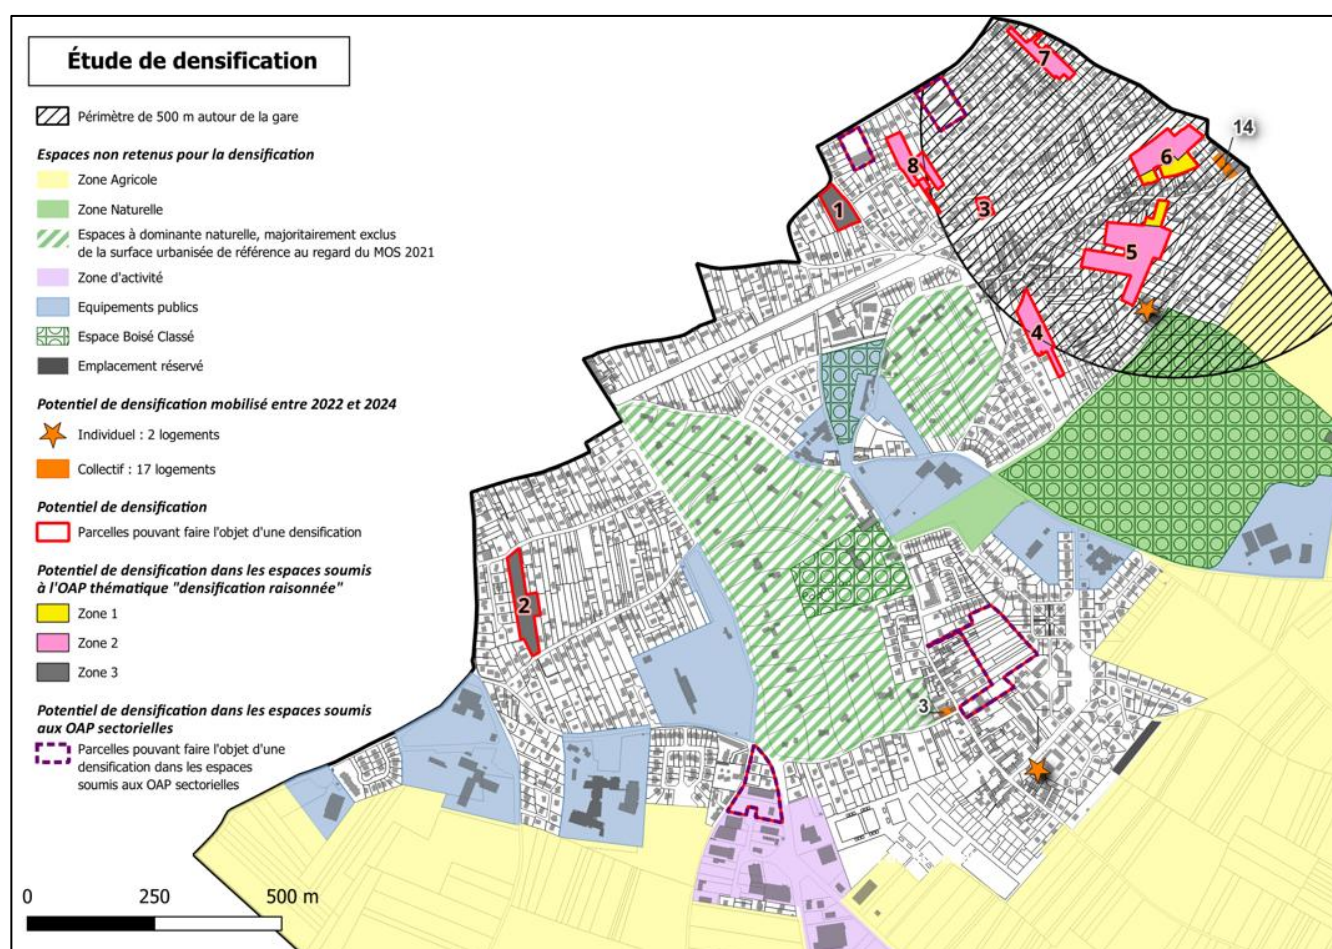 Étude de densification
Périmètre de 500 m autour de la gare
Espaces non retenus pour la densification
Zone Agricole
Zone Naturelle
Espaces à dominante naturelle, majoritairement exclus
de la surface urbanisée de référence au regard du MOS 2021
Zone d'activité
Equipements publics
Espace Boisé Classé
Emplacement réservé
Potentiel de densification mobilisé entre 2022 et 2024
Individuel : 2 logements
Collectif : 17 logements
Potentiel de densification
Parcelles pouvant faire l'objet d'une densification
Potentiel de densification dans les espaces soumis
à l'OAP thématique "densification raisonnée"
Zone 1
Zone 2
Zone 3
Potentiel de densification dans les espaces soumis
aux OAP sectorielles
Parcelles pouvant faire l'objet d'une
densification dans les espaces
soumis aux OAP sectorielles
0 250 500 m
7
14
6
8
1
3
5
4
2
3